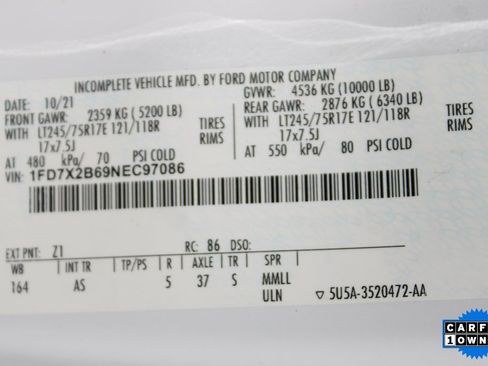 INCOMPLETE VEHICLE MFD. BY FORD MOTOR COMPANY
DATE: 10/21 GVWR: 4536 KG (10000 LB)
FRONT GAWR: 2359 KG (5200 LB) REAR GAWR: 2876 KG (6340 LB)
WITH LT245/75R17E 121/118R TIRES WITH LT245/75R17E 121/118R TIRES
17x7.5J RIMS 17x7.5J RIMS
AT 480 kPa/ 70 PSI COLD AT 550 kPa/ 80 PSI COLD
VIN: 1FD7X2B69NEC97086
EXT PNT: Z1 RC: 86 DSO:
WB INT TR TP/PS R AXLE TR SPR
164 AS 5 37 S MMLL
ULN ▽ 5U5A-3520472-AA
CARF
1 OWN